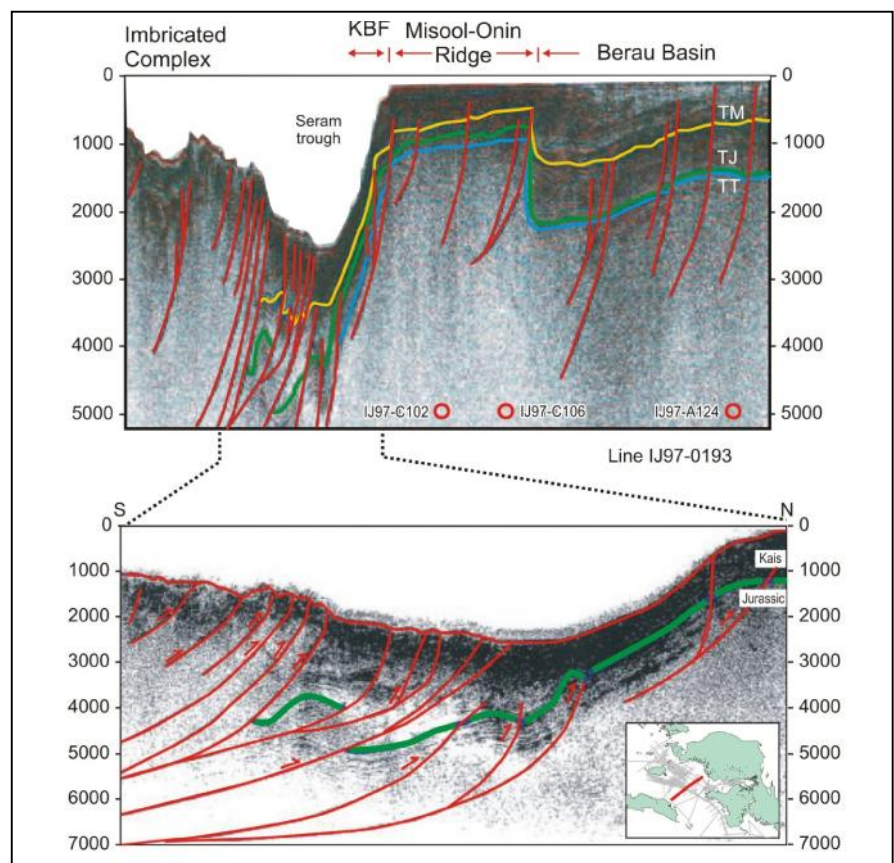 Imbricated
Complex
KBF
Misool-Onin
Ridge
Berau Basin
0
1000
2000
3000
4000
5000
0
1000
2000
3000
4000
5000
Seram
trough
TM
TJ
TT
IJ97-C102
IJ97-C106
IJ97-A124
Line IJ97-0193
S
N
0
1000
2000
3000
4000
5000
6000
7000
0
1000
2000
3000
4000
5000
6000
7000
Kais
Jurassic